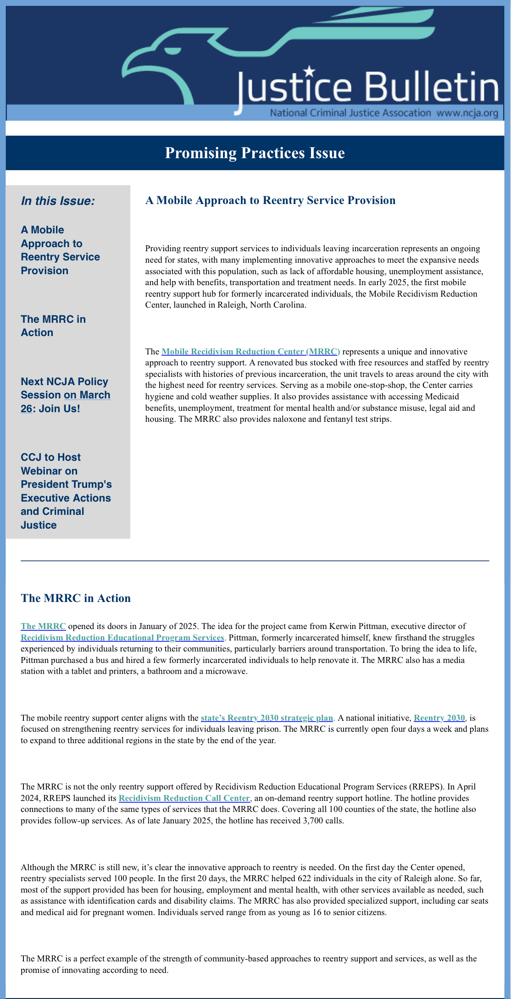 Justice Bulletin
National Criminal Justice Assocation www.ncja.org
Promising Practices Issue
In this Issue:
A Mobile
Approach to
Reentry Service
Provision
The MRRC in
Action
Next NCJA Policy
Session on March
26: Join Us!
CCJ to Host
Webinar on
President Trump's
Executive Actions
and Criminal
Justice
A Mobile Approach to Reentry Service Provision
Providing reentry support services to individuals leaving incarceration represents an ongoing
need for states, with many implementing innovative approaches to meet the expansive needs
associated with this population, such as lack of affordable housing, unemployment assistance,
and help with benefits, transportation and treatment needs. In early 2025, the first mobile
reentry support hub for formerly incarcerated individuals, the Mobile Recidivism Reduction
Center, launched in Raleigh, North Carolina.
The Mobile Recidivism Reduction Center (MRRC) represents a unique and innovative
approach to reentry support. A renovated bus stocked with free resources and staffed by reentry
specialists with histories of previous incarceration, the unit travels to areas around the city with
the highest need for reentry services. Serving as a mobile one-stop-shop, the Center carries
hygiene and cold weather supplies. It also provides assistance with accessing Medicaid
benefits, unemployment, treatment for mental health and/or substance misuse, legal aid and
housing. The MRRC also provides naloxone and fentanyl test strips.
The MRRC in Action
The MRRC opened its doors in January of 2025. The idea for the project came from Kerwin Pittman, executive director of
Recidivism Reduction Educational Program Services. Pittman, formerly incarcerated himself, knew firsthand the struggles
experienced by individuals returning to their communities, particularly barriers around transportation. To bring the idea to life,
Pittman purchased a bus and hired a few formerly incarcerated individuals to help renovate it. The MRRC also has a media
station with a tablet and printers, a bathroom and a microwave.
The mobile reentry support center aligns with the state’s Reentry 2030 strategic plan. A national initiative, Reentry 2030, is
focused on strengthening reentry services for individuals leaving prison. The MRRC is currently open four days a week and plans
to expand to three additional regions in the state by the end of the year.
The MRRC is not the only reentry support offered by Recidivism Reduction Educational Program Services (RREPS). In April
2024, RREPS launched its Recidivism Reduction Call Center, an on-demand reentry support hotline. The hotline provides
connections to many of the same types of services that the MRRC does. Covering all 100 counties of the state, the hotline also
provides follow-up services. As of late January 2025, the hotline has received 3,700 calls.
Although the MRRC is still new, it’s clear the innovative approach to reentry is needed. On the first day the Center opened,
reentry specialists served 100 people. In the first 20 days, the MRRC helped 622 individuals in the city of Raleigh alone. So far,
most of the support provided has been for housing, employment and mental health, with other services available as needed, such
as assistance with identification cards and disability claims. The MRRC has also provided specialized support, including car seats
and medical aid for pregnant women. Individuals served range from as young as 16 to senior citizens.
The MRRC is a perfect example of the strength of community-based approaches to reentry support and services, as well as the
promise of innovating according to need.